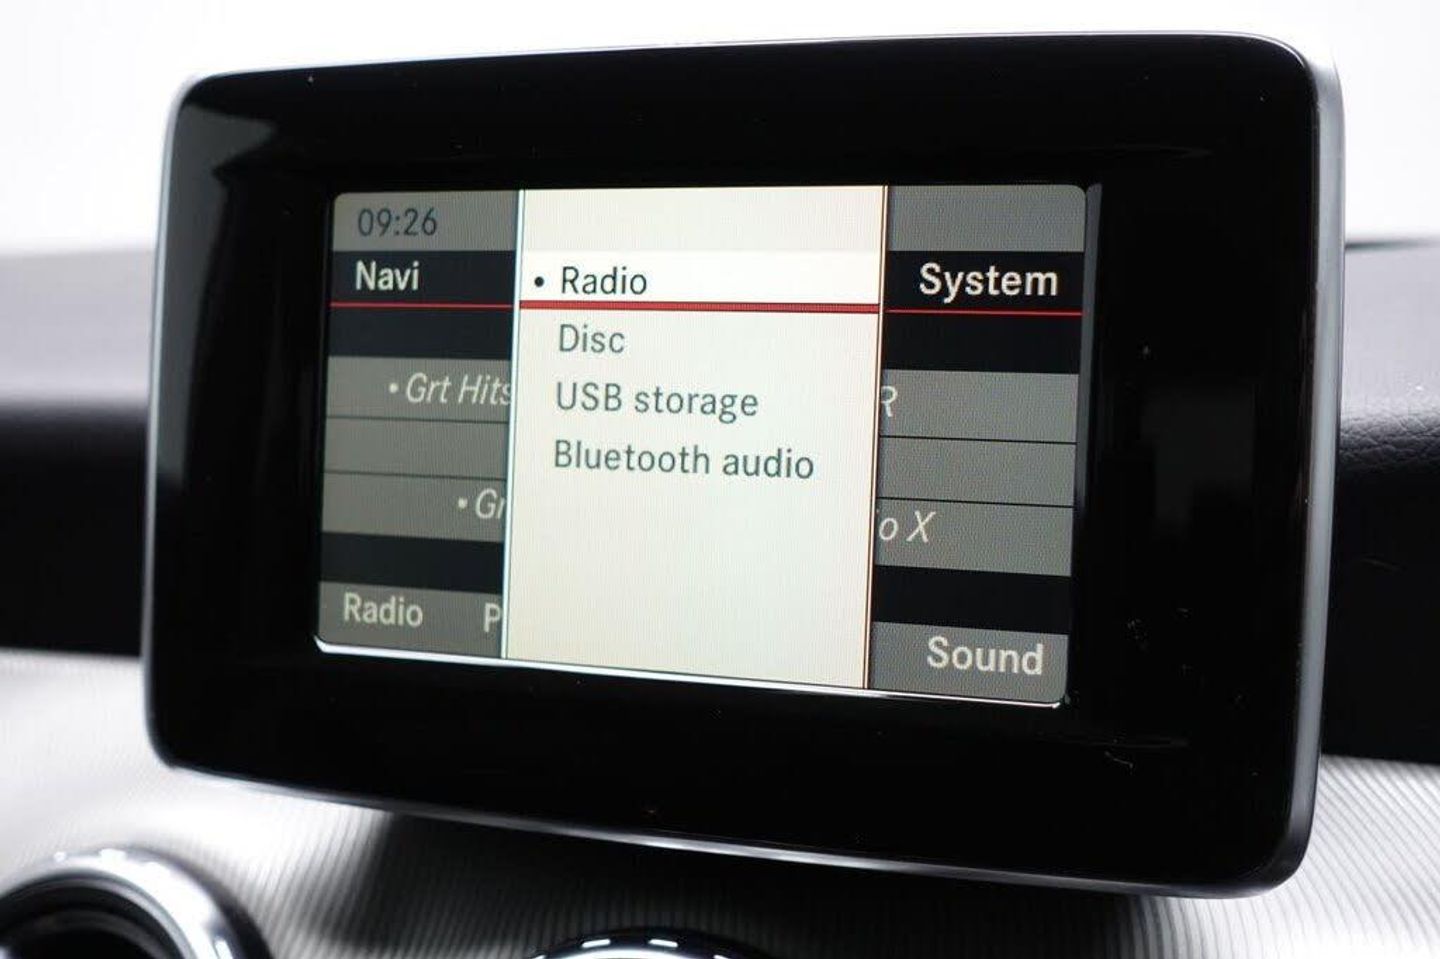 09:26
Navi
• Radio
System
Disc
• Grt Hits
R
USB storage
Bluetooth audio
• Gr
o X
Radio
P
Sound